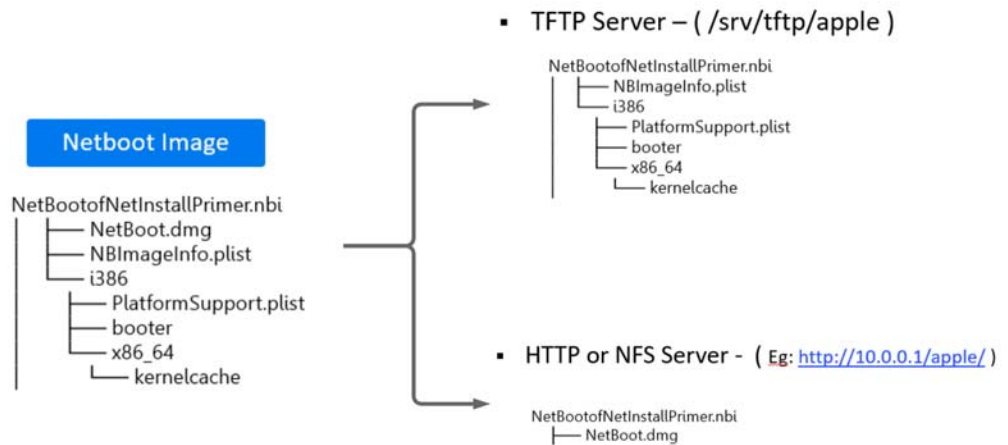 Netboot Image
NetBootofNetInstallPrimer.nbi
NetBoot.dmg
NBImageInfo.plist
i386
PlatformSupport.plist
booter
x86_64
kernelcache
▪ TFTP Server – ( /srv/tftp/apple )
NetBootofNetInstallPrimer.nbi
NBImageInfo.plist
i386
PlatformSupport.plist
booter
x86_64
kernelcache
▪ HTTP or NFS Server - ( Eg: http://10.0.0.1/apple/ )
NetBootofNetInstallPrimer.nbi
NetBoot.dmg